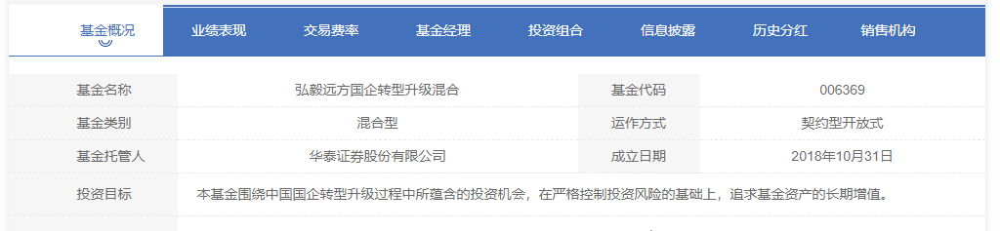 基金概况 业绩表现 交易费率 基金经理 投资组合 信息披露 历史分红 销售机构
基金名称 弘毅远方国企转型升级混合 基金代码 006369
基金类别 混合型 运作方式 契约型开放式
基金托管人 华泰证券股份有限公司 成立日期 2018年10月31日
投资目标 本基金围绕中国国企转型升级过程中所蕴含的投资机会，在严格控制投资风险的基础上，追求基金资产的长期增值。